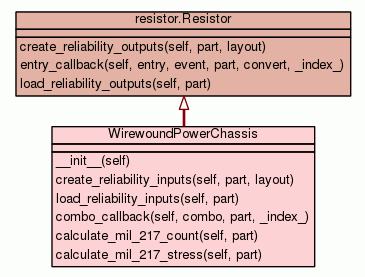 resistor.Resistor
create_reliability_outputs(self, part, layout)
entry_callback(self, entry, event, part, convert, _index_)
load_reliability_outputs(self, part)
WirewoundPowerChassis
__init__(self)
create_reliability_inputs(self, part, layout)
load_reliability_inputs(self, part)
combo_callback(self, combo, part, _index_)
calculate_mil_217_count(self, part)
calculate_mil_217_stress(self, part)